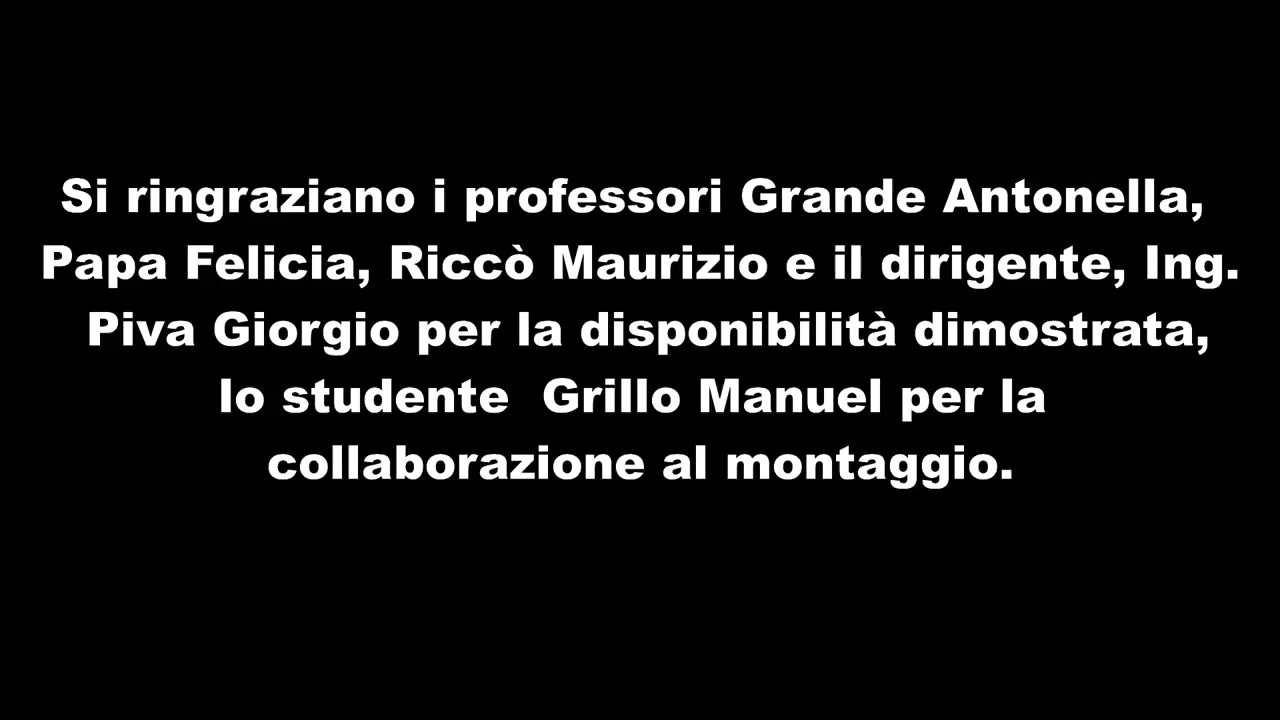 Si ringraziano i professori Grande Antonella,
Papa Felicia, Riccò Maurizio e il dirigente, Ing.
Piva Giorgio per la disponibilità dimostrata,
lo studente  Grillo Manuel per la
collaborazione al montaggio.